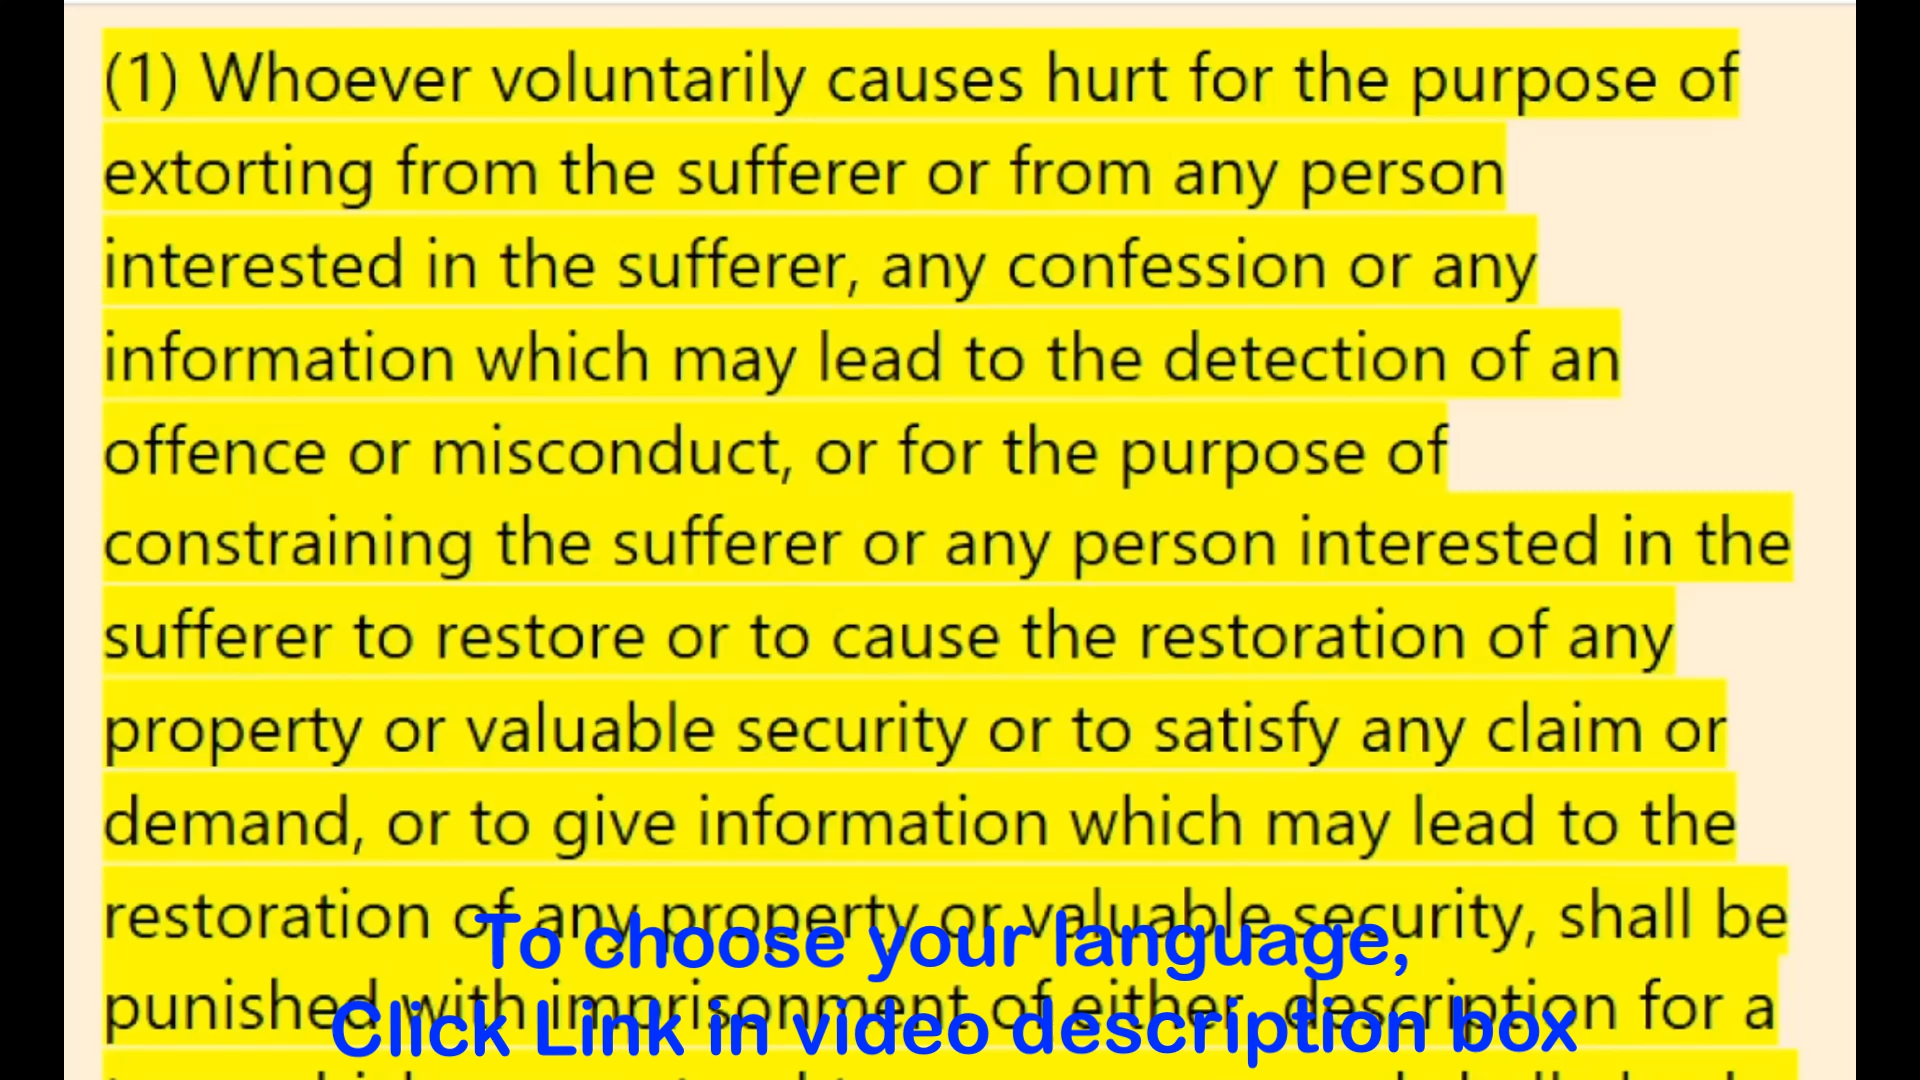 (1) Whoever voluntarily causes hurt for the purpose of
extorting from the sufferer or from any person
interested in the sufferer, any confession or any
information which may lead to the detection of an
offence or misconduct, or for the purpose of
constraining the sufferer or any person interested in the
sufferer to restore or to cause the restoration of any
property or valuable security or to satisfy any claim or
demand, or to give information which may lead to the
restoration of any property or valuable security, shall be
To choose your language,
punished with imprisonment of either description for a
Click Link in video description box